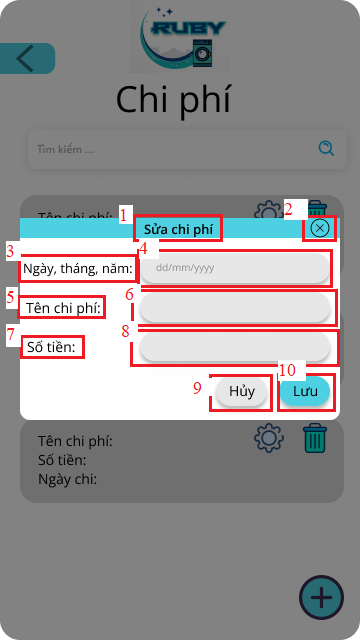 RUBY
Chi phí
Tìm kiếm ...
Tên chi phí:
1
Sửa chi phí
2
3
Ngày, tháng, năm:
4
dd/mm/yyyy
5
Tên chi phí:
6
7
Số tiền:
8
9
Hủy
10
Lưu
Tên chi phí:
Số tiền:
Ngày chi: